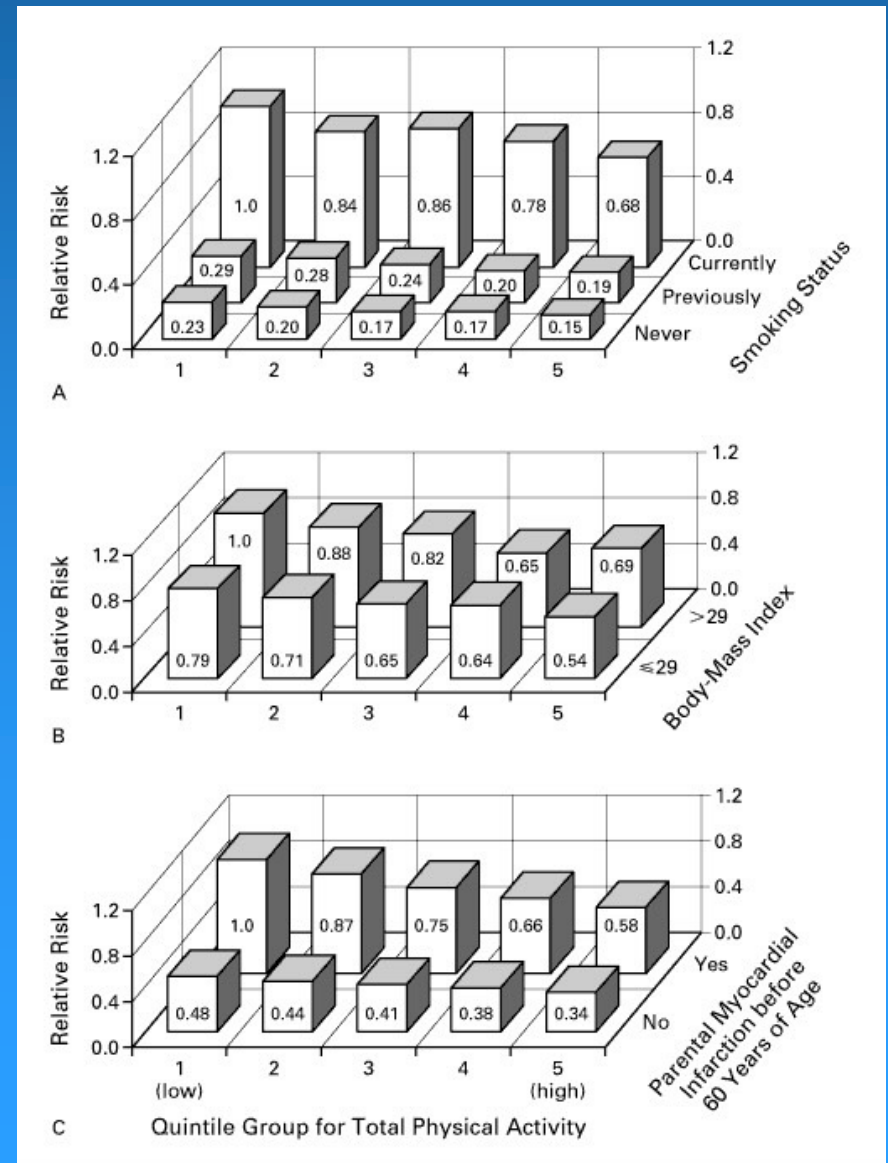 1.2
0.8
0.4
0.0
1.2
0.8
0.4
0.0
Relative Risk
1.0 0.84 0.86 0.78 0.68
0.29 0.28 0.24 0.20 0.19
0.23 0.20 0.17 0.17 0.15
Currently
Previously
Never
Smoking Status
1 2 3 4 5
A
1.2
0.8
0.4
0.0
1.2
0.8
0.4
0.0
Relative Risk
1.0 0.88 0.82 0.65 0.69
0.79 0.71 0.65 0.64 0.54
>29
≤29
Body-Mass Index
1 2 3 4 5
B
1.2
0.8
0.4
0.0
1.2
0.8
0.4
0.0
Relative Risk
1.0 0.87 0.75 0.66 0.58
0.48 0.44 0.41 0.38 0.34
Yes
No
Parental Myocardial
Infarction before
60 Years of Age
1 2 3 4 5
(low) (high)
C Quintile Group for Total Physical Activity